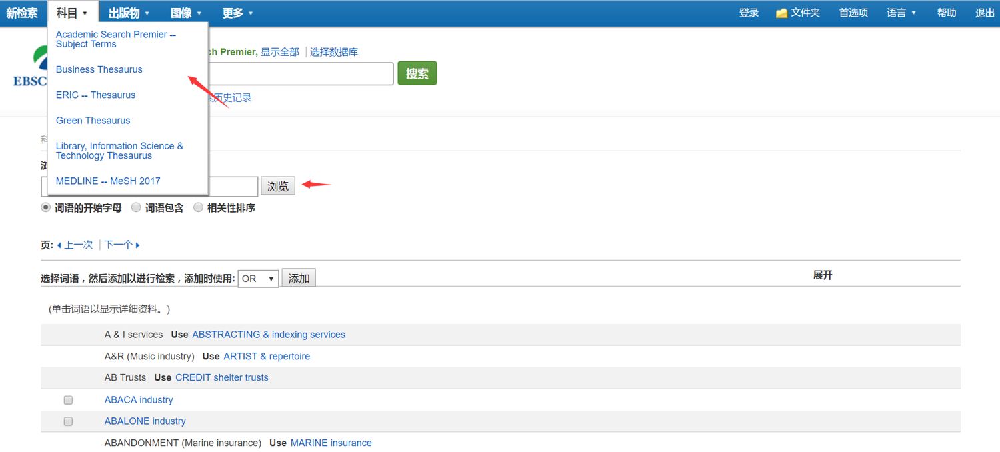 新检索 科目 出版物 图像 更多 登录 文件夹 首选项 语言 帮助 退出
Academic Search Premier --
Subject Terms
ch Premier, 显示全部 选择数据库
Business Thesaurus
搜索
EBSC
ERIC -- Thesaurus
历史记录
Green Thesaurus
科
Library, Information Science &
Technology Thesaurus
浏
MEDLINE -- MeSH 2017
浏览
词语的开始字母 词语包含 相关性排序
页: 上一次 下一个
选择词语,然后添加以进行检索,添加时使用: OR 添加 展开
(单击词语以显示详细资料。)
A & I services Use ABSTRACTING & indexing services
A&R (Music industry) Use ARTIST & repertoire
AB Trusts Use CREDIT shelter trusts
ABACA industry
ABALONE industry
ABANDONMENT (Marine insurance) Use MARINE insurance